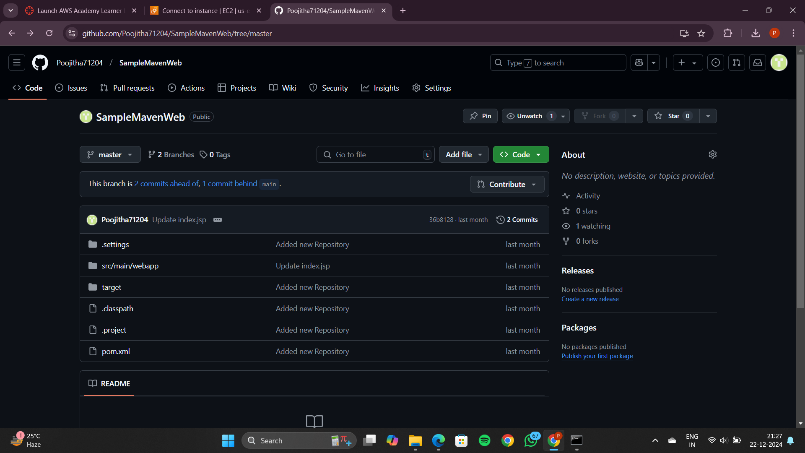 Launch AWS Academy Learner
Connect to instance | EC2 | us-
Poojitha71204/SampleMavenWeb
github.com/Poojitha71204/SampleMavenWeb/tree/master
P
Poojitha71204 / SampleMavenWeb
Type / to search
Code
Issues
Pull requests
Actions
Projects
Wiki
Security
Insights
Settings
SampleMavenWeb Public
Pin
Unwatch 1
Fork 0
Star 0
master
2 Branches
0 Tags
Go to file t
Add file
Code
About
This branch is 2 commits ahead of, 1 commit behind main .
Contribute
No description, website, or topics provided.
Activity
0 stars
1 watching
0 forks
Poojitha71204 Update index.jsp
last month
2 Commits
.settings Added new Repository last month
src/main/webapp Update index.jsp last month
target Added new Repository last month
.classpath Added new Repository last month
.project Added new Repository last month
pom.xml Added new Repository last month
Releases
No releases published
Create a new release
Packages
No packages published
Publish your first package
README
1
25°C
Haze
Search
ENG
IN
21:27
22-12-2024